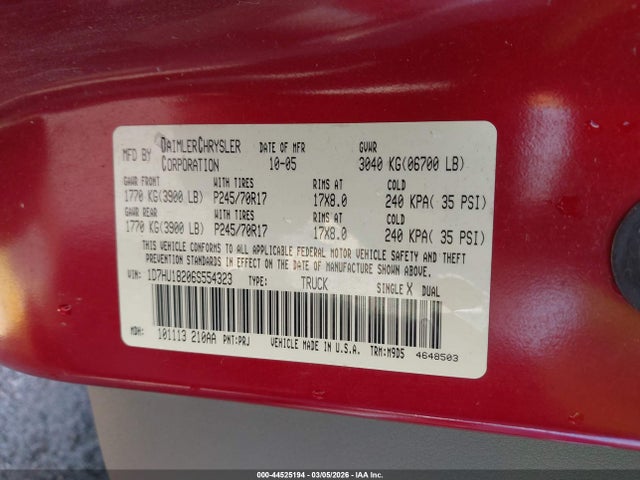 MFD BY DAIMLERCHRYSLER CORPORATION DATE OF MFR 10-05 GVWR 3040 KG(06700 LB)
GAWR FRONT WITH TIRES RIMS AT COLD
1770 KG(3900 LB) P245/70R17 17X8.0 240 KPA( 35 PSI)
GAWR REAR WITH TIRES RIMS AT COLD
1770 KG(3900 LB) P245/70R17 17X8.0 240 KPA( 35 PSI)
THIS VEHICLE CONFORMS TO ALL APPLICABLE FEDERAL MOTOR VEHICLE SAFETY AND THEFT
PREVENTION STANDARDS IN EFFECT ON THE DATE OF MANUFACTURE SHOWN ABOVE.
VIN: 1D7HU18206S554323 TYPE: TRUCK SINGLE X DUAL
MDH: 101113 210AA PNT:PRJ VEHICLE MADE IN U.S.A. TRM:M9D5 4648503
000-44525194 - 03/05/2026 - IAA Inc.